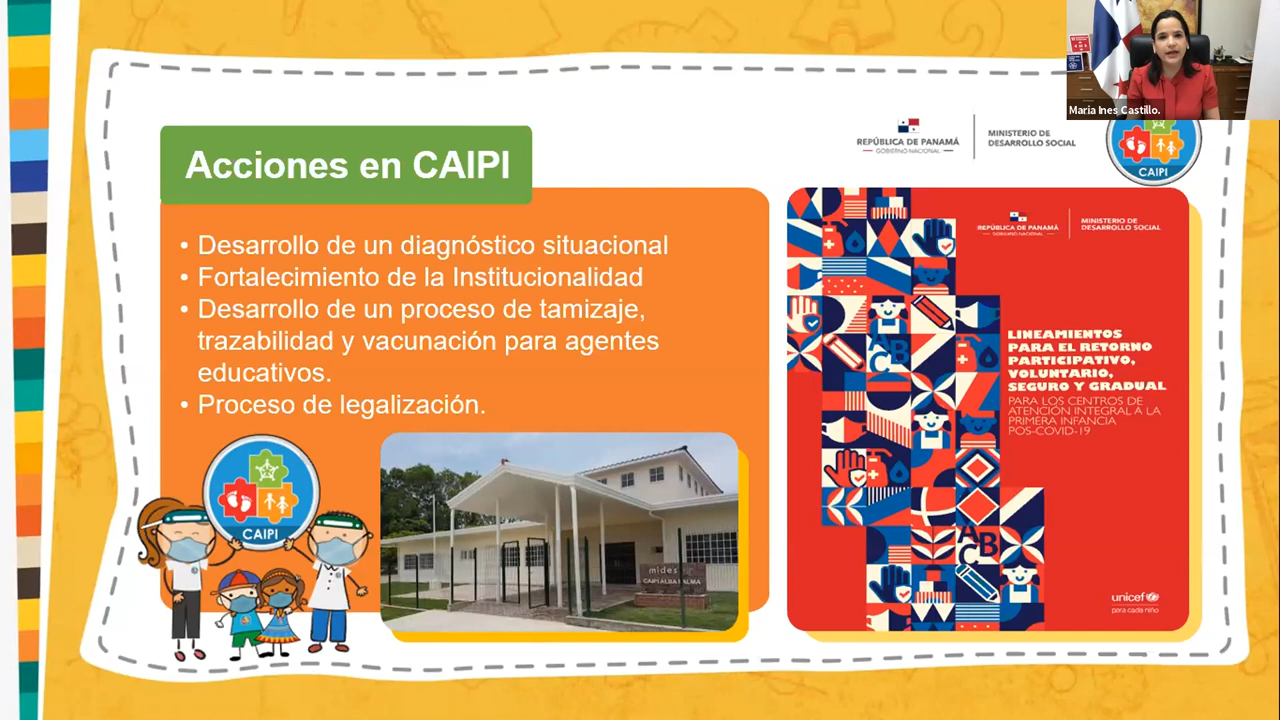 Maria Ines Castillo.
REPÚBLICA DE PANAMÁ
GOBIERNO NACIONAL
MINISTERIO DE
DESARROLLO SOCIAL
CAIPI
Acciones en CAIPI
• Desarrollo de un diagnóstico situacional
• Fortalecimiento de la Institucionalidad
• Desarrollo de un proceso de tamizaje,
trazabilidad y vacunación para agentes
educativos.
• Proceso de legalización.
CAIPI
mides
CAIPI ALBA PALMA
REPÚBLICA DE PANAMÁ
GOBIERNO NACIONAL
MINISTERIO DE
DESARROLLO SOCIAL
LINEAMIENTOS
PARA EL RETORNO
PARTICIPATIVO,
VOLUNTARIO,
SEGURO Y GRADUAL
PARA LOS CENTROS DE
ATENCIÓN INTEGRAL A LA
PRIMERA INFANCIA
POS-COVID-19
ABC
ABC
unicef
para cada niño